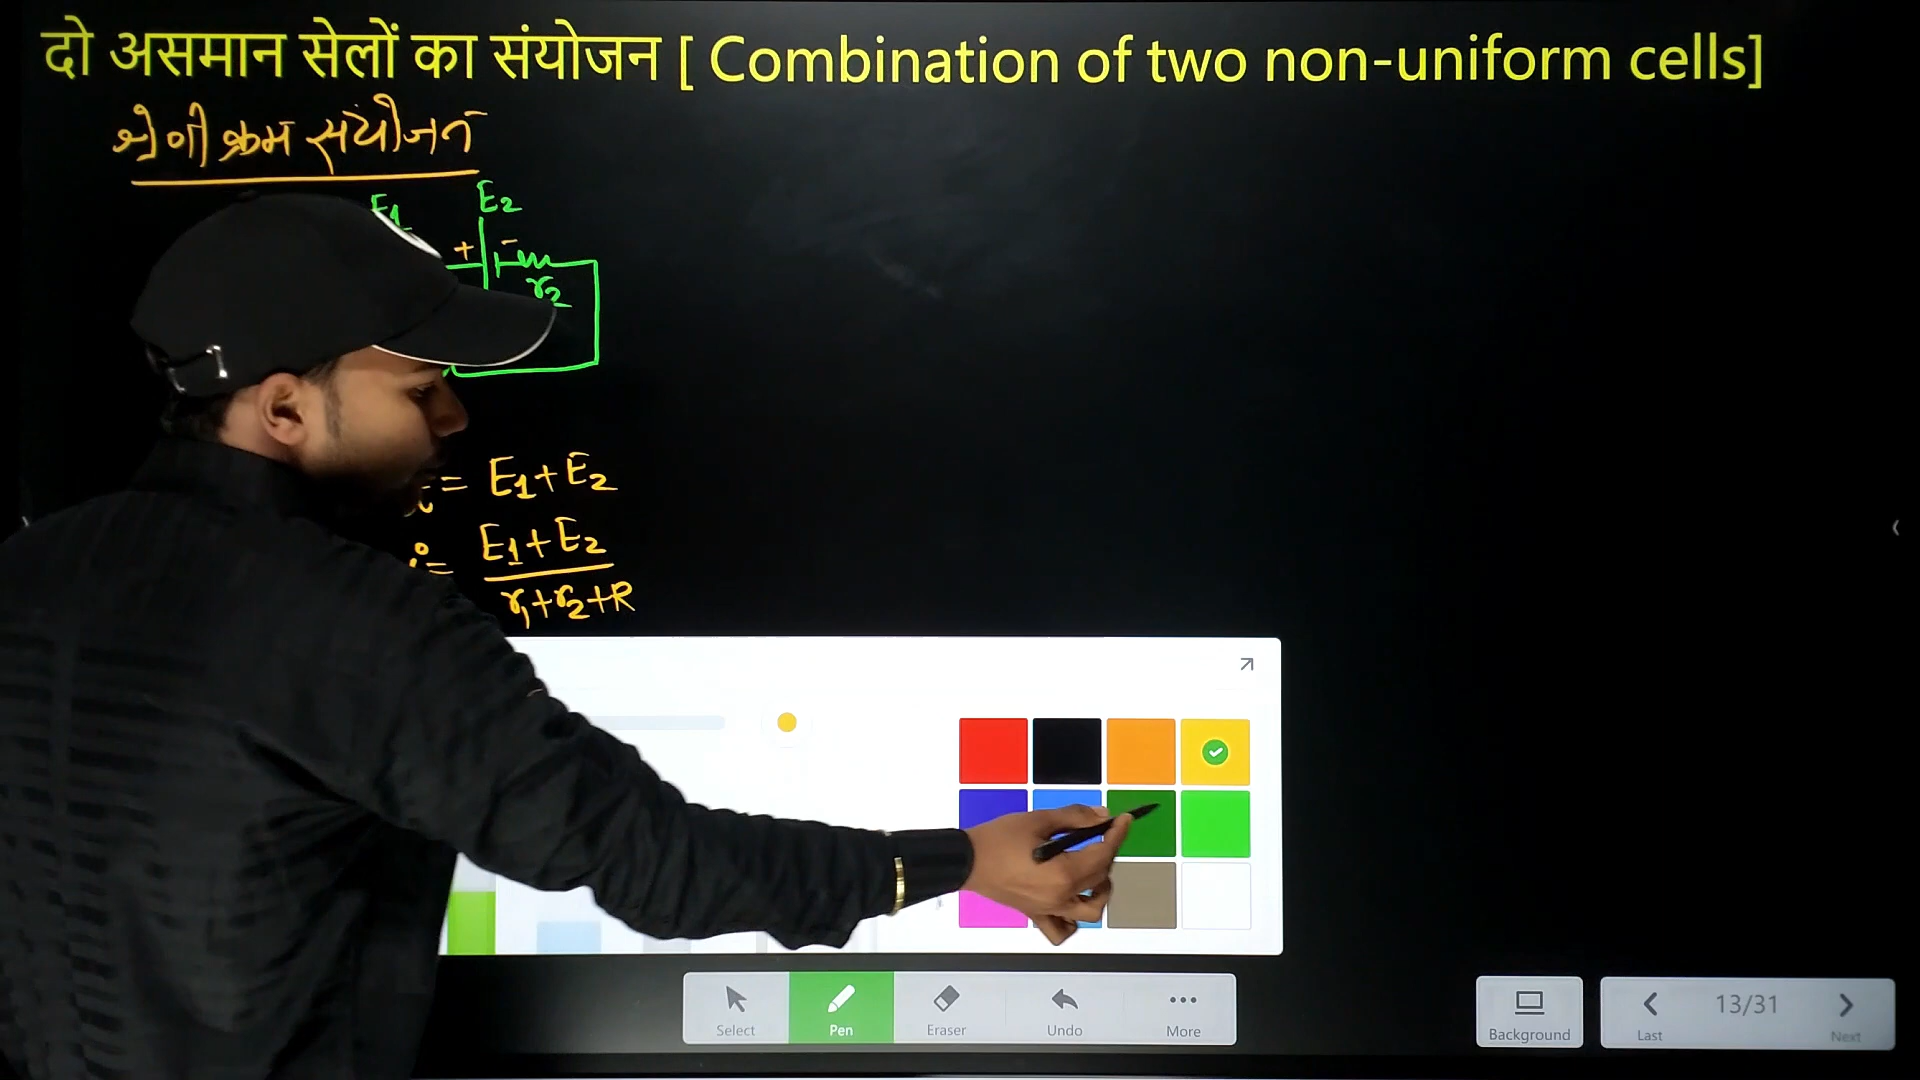 दो असमान सेलों का संयोजन [ Combination of two non-uniform cells]
श्रेणी क्रम संयोजन
E1 E2
+ -
r2
= E1+E2
i = E1+E2
r1+r2+R
Select Pen Eraser Undo More
Background
Last 13/31 Next